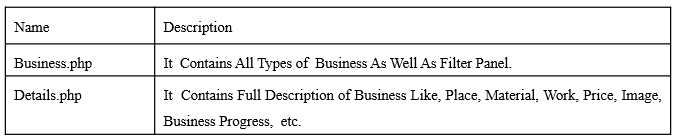 Name Description
Business.php It Contains All Types of Business As Well As Filter Panel.
Details.php It Contains Full Description of Business Like, Place, Material, Work, Price, Image,
Business Progress, etc.